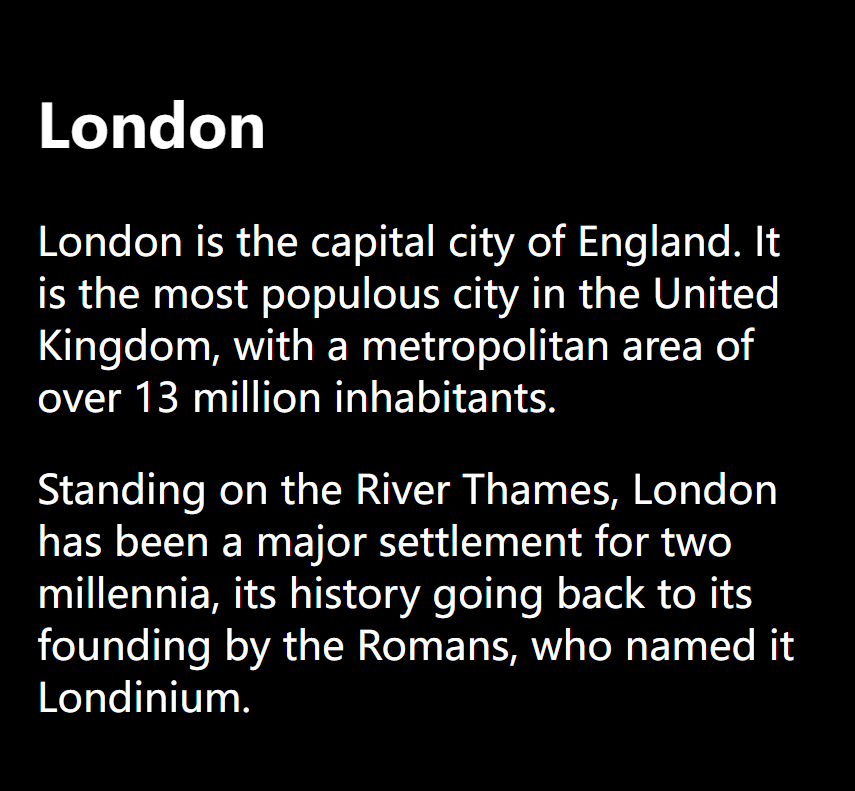 London
London is the capital city of England. It
is the most populous city in the United
Kingdom, with a metropolitan area of
over 13 million inhabitants.
Standing on the River Thames, London
has been a major settlement for two
millennia, its history going back to its
founding by the Romans, who named it
Londinium.